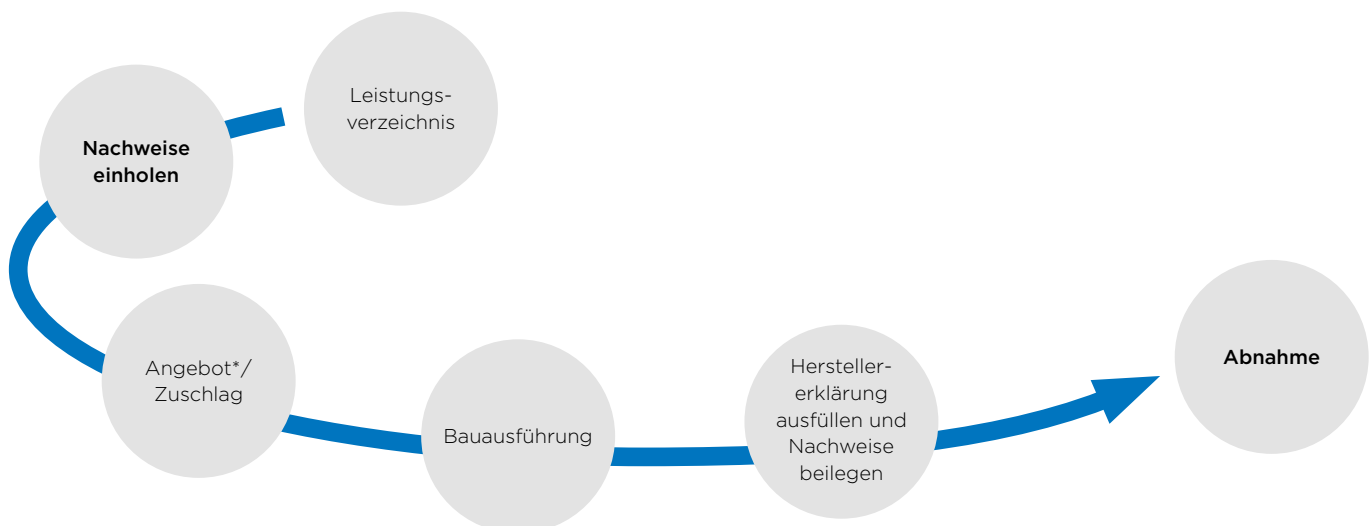 Leistungs-
verzeichnis
Nachweise
einholen
Angebot*/
Zuschlag
Bauausführung
Hersteller-
erklärung
ausfüllen und
Nachweise
beilegen
Abnahme